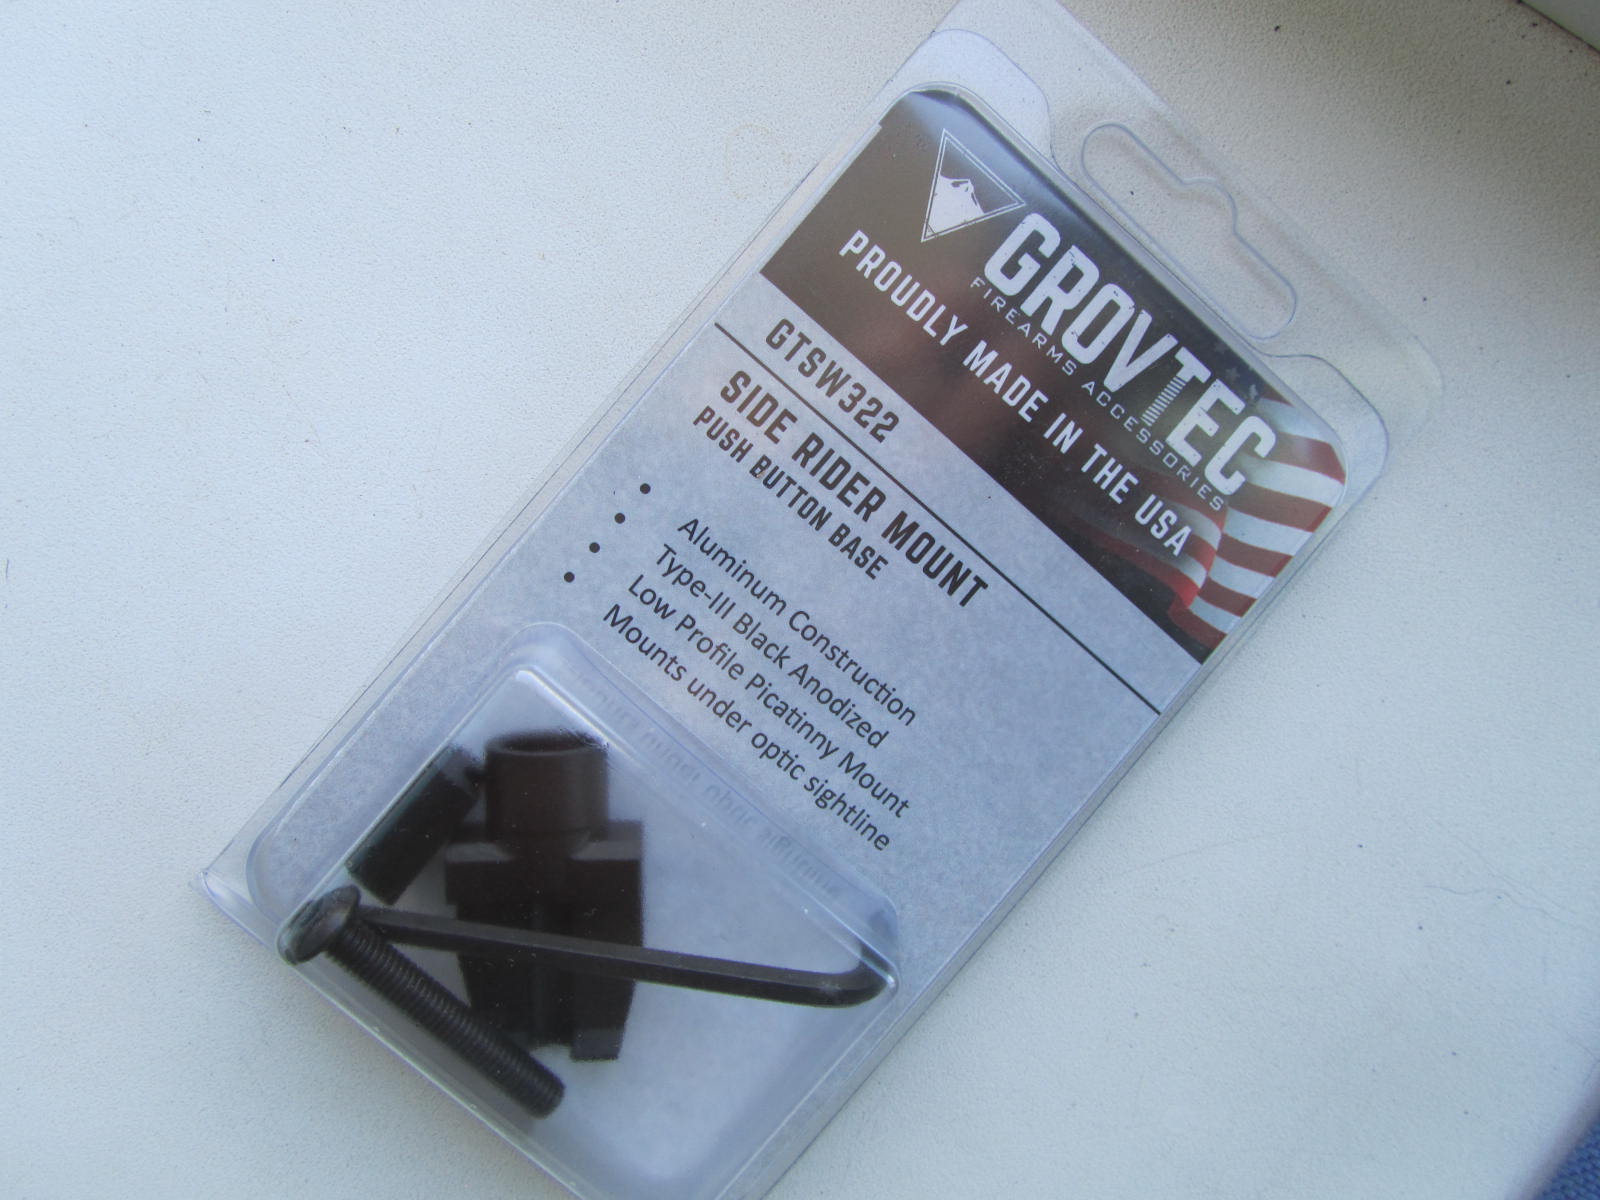 GROVTEC
FIREARMS ACCESSORIES
PROUDLY MADE IN THE USA
GTSW322
SIDE RIDER MOUNT
PUSH BUTTON BASE
• Aluminum Construction
• Type-III Black Anodized
• Low Profile Picatinny Mount
• Mounts under optic sightline